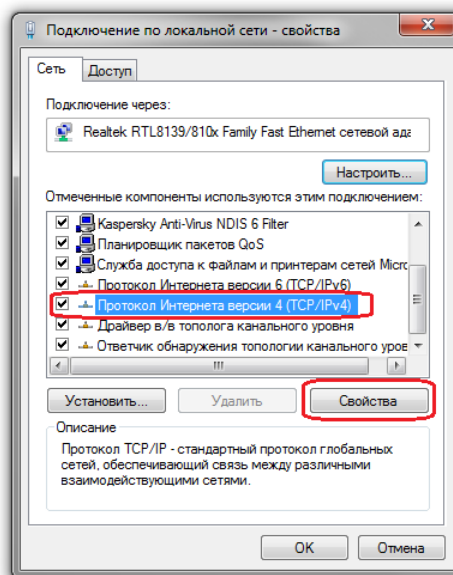 Подключение по локальной сети - свойства
Сеть
Доступ
Подключение через:
Realtek RTL8139/810x Family Fast Ethernet сетевой ада
Настроить...
Отмеченные компоненты используются этим подключением:
Kaspersky Anti-Virus NDIS 6 Filter
Планировщик пакетов QoS
Служба доступа к файлам и принтерам сетей Micro
Протокол Интернета версии 6 (TCP/IPv6)
Протокол Интернета версии 4 (TCP/IPv4)
Драйвер в/в тополога канального уровня
Ответчик обнаружения топологии канального уров
Установить...
Удалить
Свойства
Описание
Протокол TCP/IP - стандартный протокол глобальных
сетей, обеспечивающий связь между различными
взаимодействующими сетями.
OK
Отмена